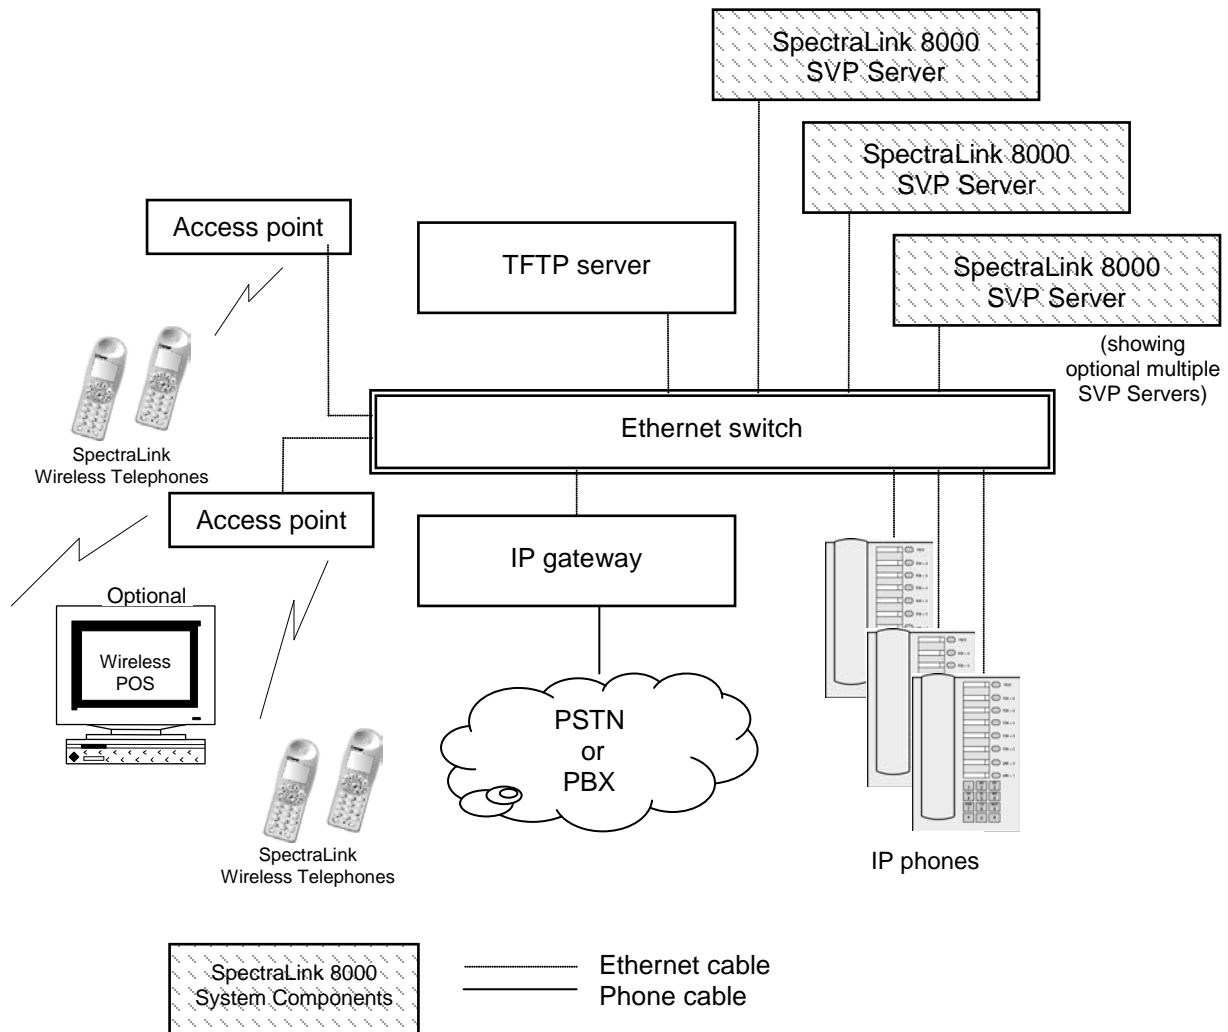 SpectraLink 8000
SVP Server
SpectraLink 8000
SVP Server
Access point
TFTP server
SpectraLink 8000
SVP Server
(showing
optional multiple
SVP Servers)
Ethernet switch
SpectraLink
Wireless Telephones
Access point
IP gateway
Optional
Wireless
POS
PSTN
or
PBX
SpectraLink
Wireless Telephones
IP phones
SpectraLink 8000
System Components
Ethernet cable
Phone cable